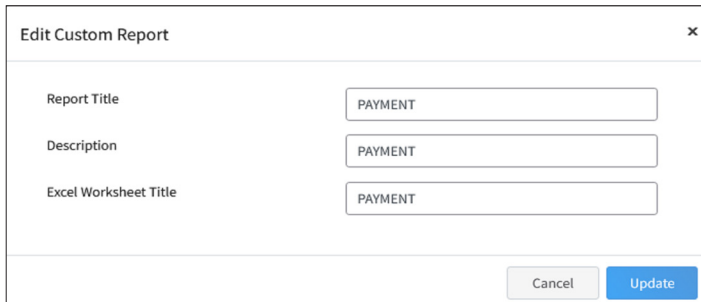 Edit Custom Report ×
Report Title PAYMENT
Description PAYMENT
Excel Worksheet Title PAYMENT
Cancel Update